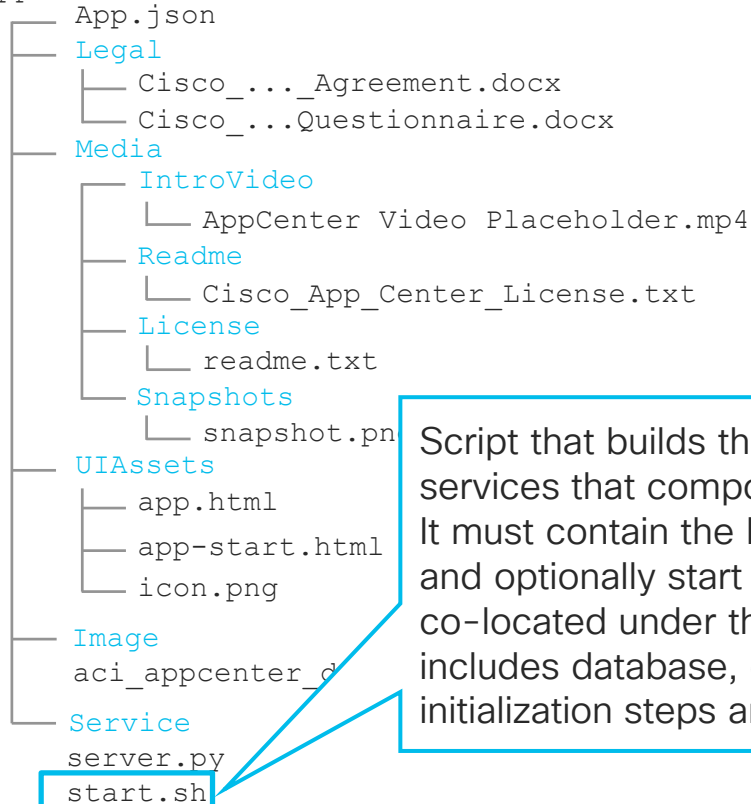 App.json
Legal
Cisco_..._Agreement.docx
Cisco_...Questionnaire.docx
Media
IntroVideo
AppCenter Video Placeholder.mp4
Readme
Cisco_App_Center_License.txt
License
readme.txt
Snapshots
snapshot.pn
UIAssets
app.html
app-start.html
icon.png
Image
aci_appcenter_d
Service
server.py
start.sh
Script that builds th
services that compo
It must contain the
and optionally start
co-located under th
includes database,
initialization steps a